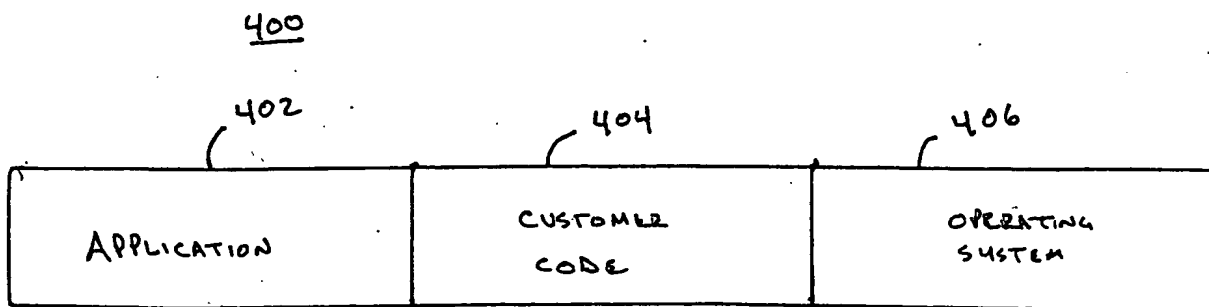 400
402
404
406
APPLICATION
CUSTOMER
CODE
OPERATING
SYSTEM